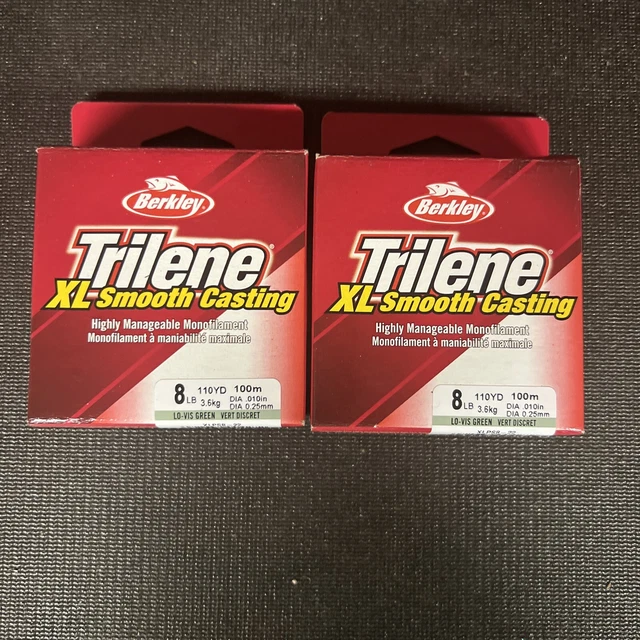 Berkley
Trilene®
XL Smooth Casting
Highly Manageable Monofilament
Monofilament à maniabilité maximale
8 LB 110YD 100m
3.6kg DIA .010in
DIA 0.25mm
LO-VIS GREEN VERT DISCRET
XLPS8-22
Berkley
Trilene®
XL Smooth Casting
Highly Manageable Monofilament
Monofilament à maniabilité maximale
8 LB 110YD 100m
3.6kg DIA .010in
DIA 0.25mm
LO-VIS GREEN VERT DISCRET